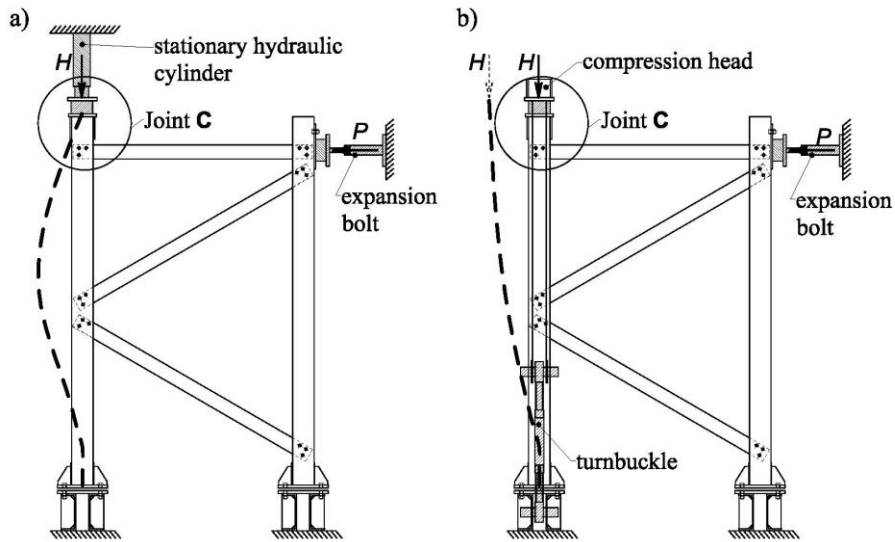 a)
stationary hydraulic
cylinder
H
Joint C
P
expansion
bolt
b)
H
H
compression head
Joint C
P
expansion
bolt
turnbuckle